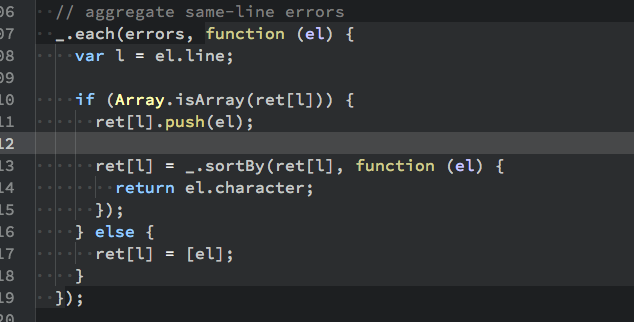 06 // aggregate same-line errors
07 _.each(errors, function (el) {
08 var l = el.line;
09
10 if (Array.isArray(ret[l])) {
11 ret[l].push(el);
12
13 ret[l] = _.sortBy(ret[l], function (el) {
14 return el.character;
15 });
16 } else {
17 ret[l] = [el];
18 }
19 });
20